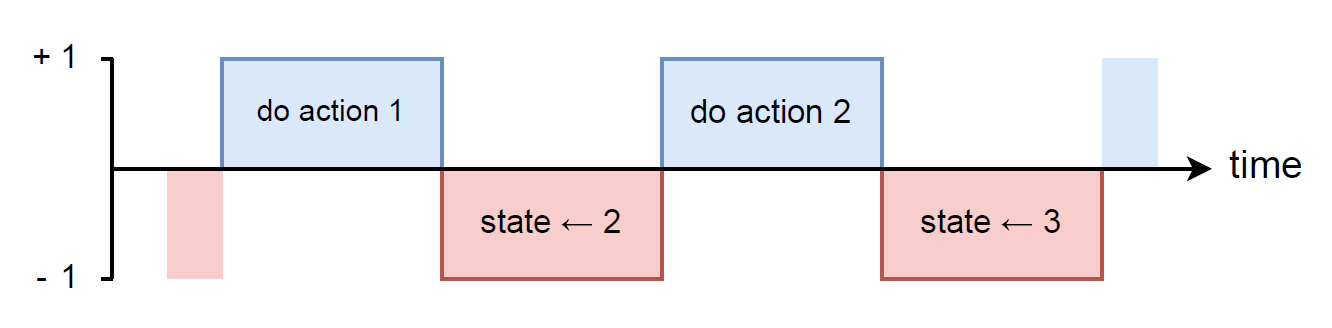 + 1
do action 1
do action 2
time
state ← 2
state ← 3
- 1